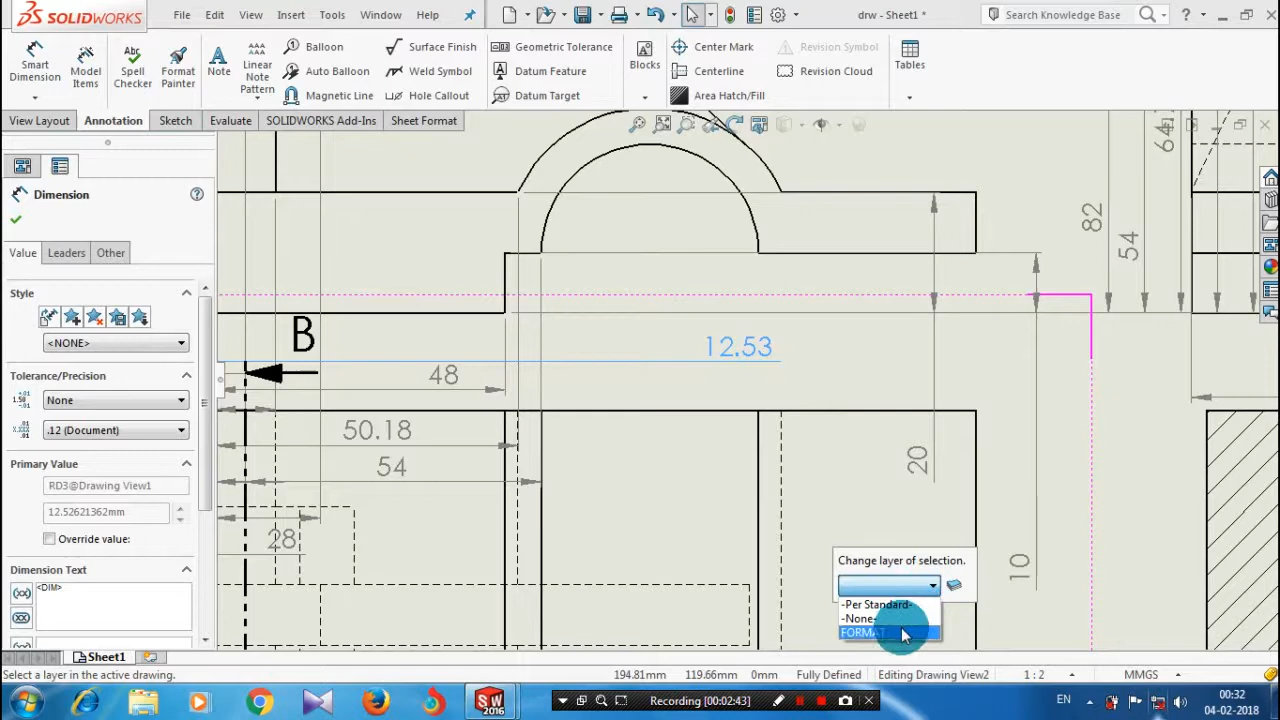 SOLIDWORKS File Edit View Insert Tools Window Help drw - Sheet1 * Search Knowledge Base ?
Smart Dimension
Model Items
Abc
Spell Checker
Format Painter
Note
Linear Note Pattern
Balloon
Auto Balloon
Magnetic Line
Surface Finish
Weld Symbol
Hole Callout
Geometric Tolerance
Datum Feature
Datum Target
Blocks
Center Mark
Centerline
Area Hatch/Fill
Revision Symbol
Revision Cloud
Tables
View Layout Annotation Sketch Evaluate SOLIDWORKS Add-Ins Sheet Format
Dimension ?
Value Leaders Other
Style
<NONE>
Tolerance/Precision
None
.12 (Document)
Primary Value
RD3@Drawing View1
12.52621362mm
Override value:
Dimension Text
<DIM>
B
12.53
48
50.18
54
28
20
10
82
54
64
Change layer of selection.
-Per Standard-
-None-
FORMAT
Sheet1
Select a layer in the active drawing. 194.81mm 119.66mm 0mm Fully Defined Editing Drawing View2 1 : 2 MMGS
SW 2016
Recording [00:02:43]
EN
00:32
04-02-2018